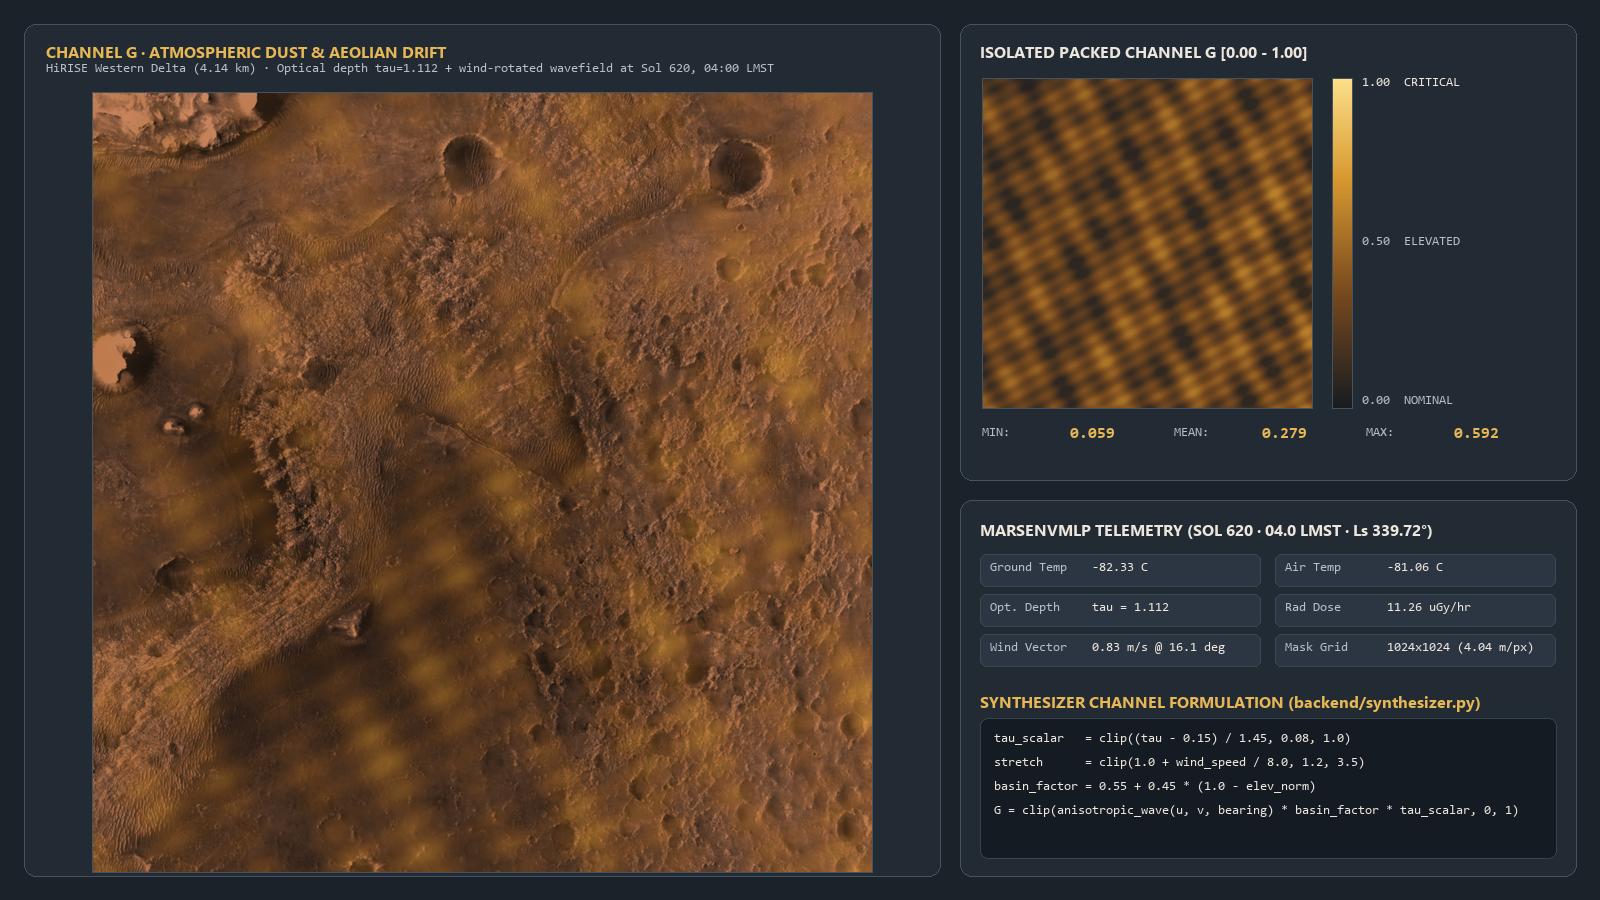 CHANNEL G · ATMOSPHERIC DUST & AEOLIAN DRIFT
HiRISE Western Delta (4.14 km) · Optical depth tau=1.112 + wind-rotated wavefield at Sol 620, 04:00 LMST
ISOLATED PACKED CHANNEL G [0.00 - 1.00]
1.00 CRITICAL
0.50 ELEVATED
0.00 NOMINAL
MIN: 0.059 MEAN: 0.279 MAX: 0.592
MARSENVMLP TELEMETRY (SOL 620 · 04.0 LMST · Ls 339.72°)
Ground Temp -82.33 C
Air Temp -81.06 C
Opt. Depth tau = 1.112
Rad Dose 11.26 uGy/hr
Wind Vector 0.83 m/s @ 16.1 deg
Mask Grid 1024x1024 (4.04 m/px)
SYNTHESIZER CHANNEL FORMULATION (backend/synthesizer.py)
tau_scalar = clip((tau - 0.15) / 1.45, 0.08, 1.0)
stretch = clip(1.0 + wind_speed / 8.0, 1.2, 3.5)
basin_factor = 0.55 + 0.45 * (1.0 - elev_norm)
G = clip(anisotropic_wave(u, v, bearing) * basin_factor * tau_scalar, 0, 1)